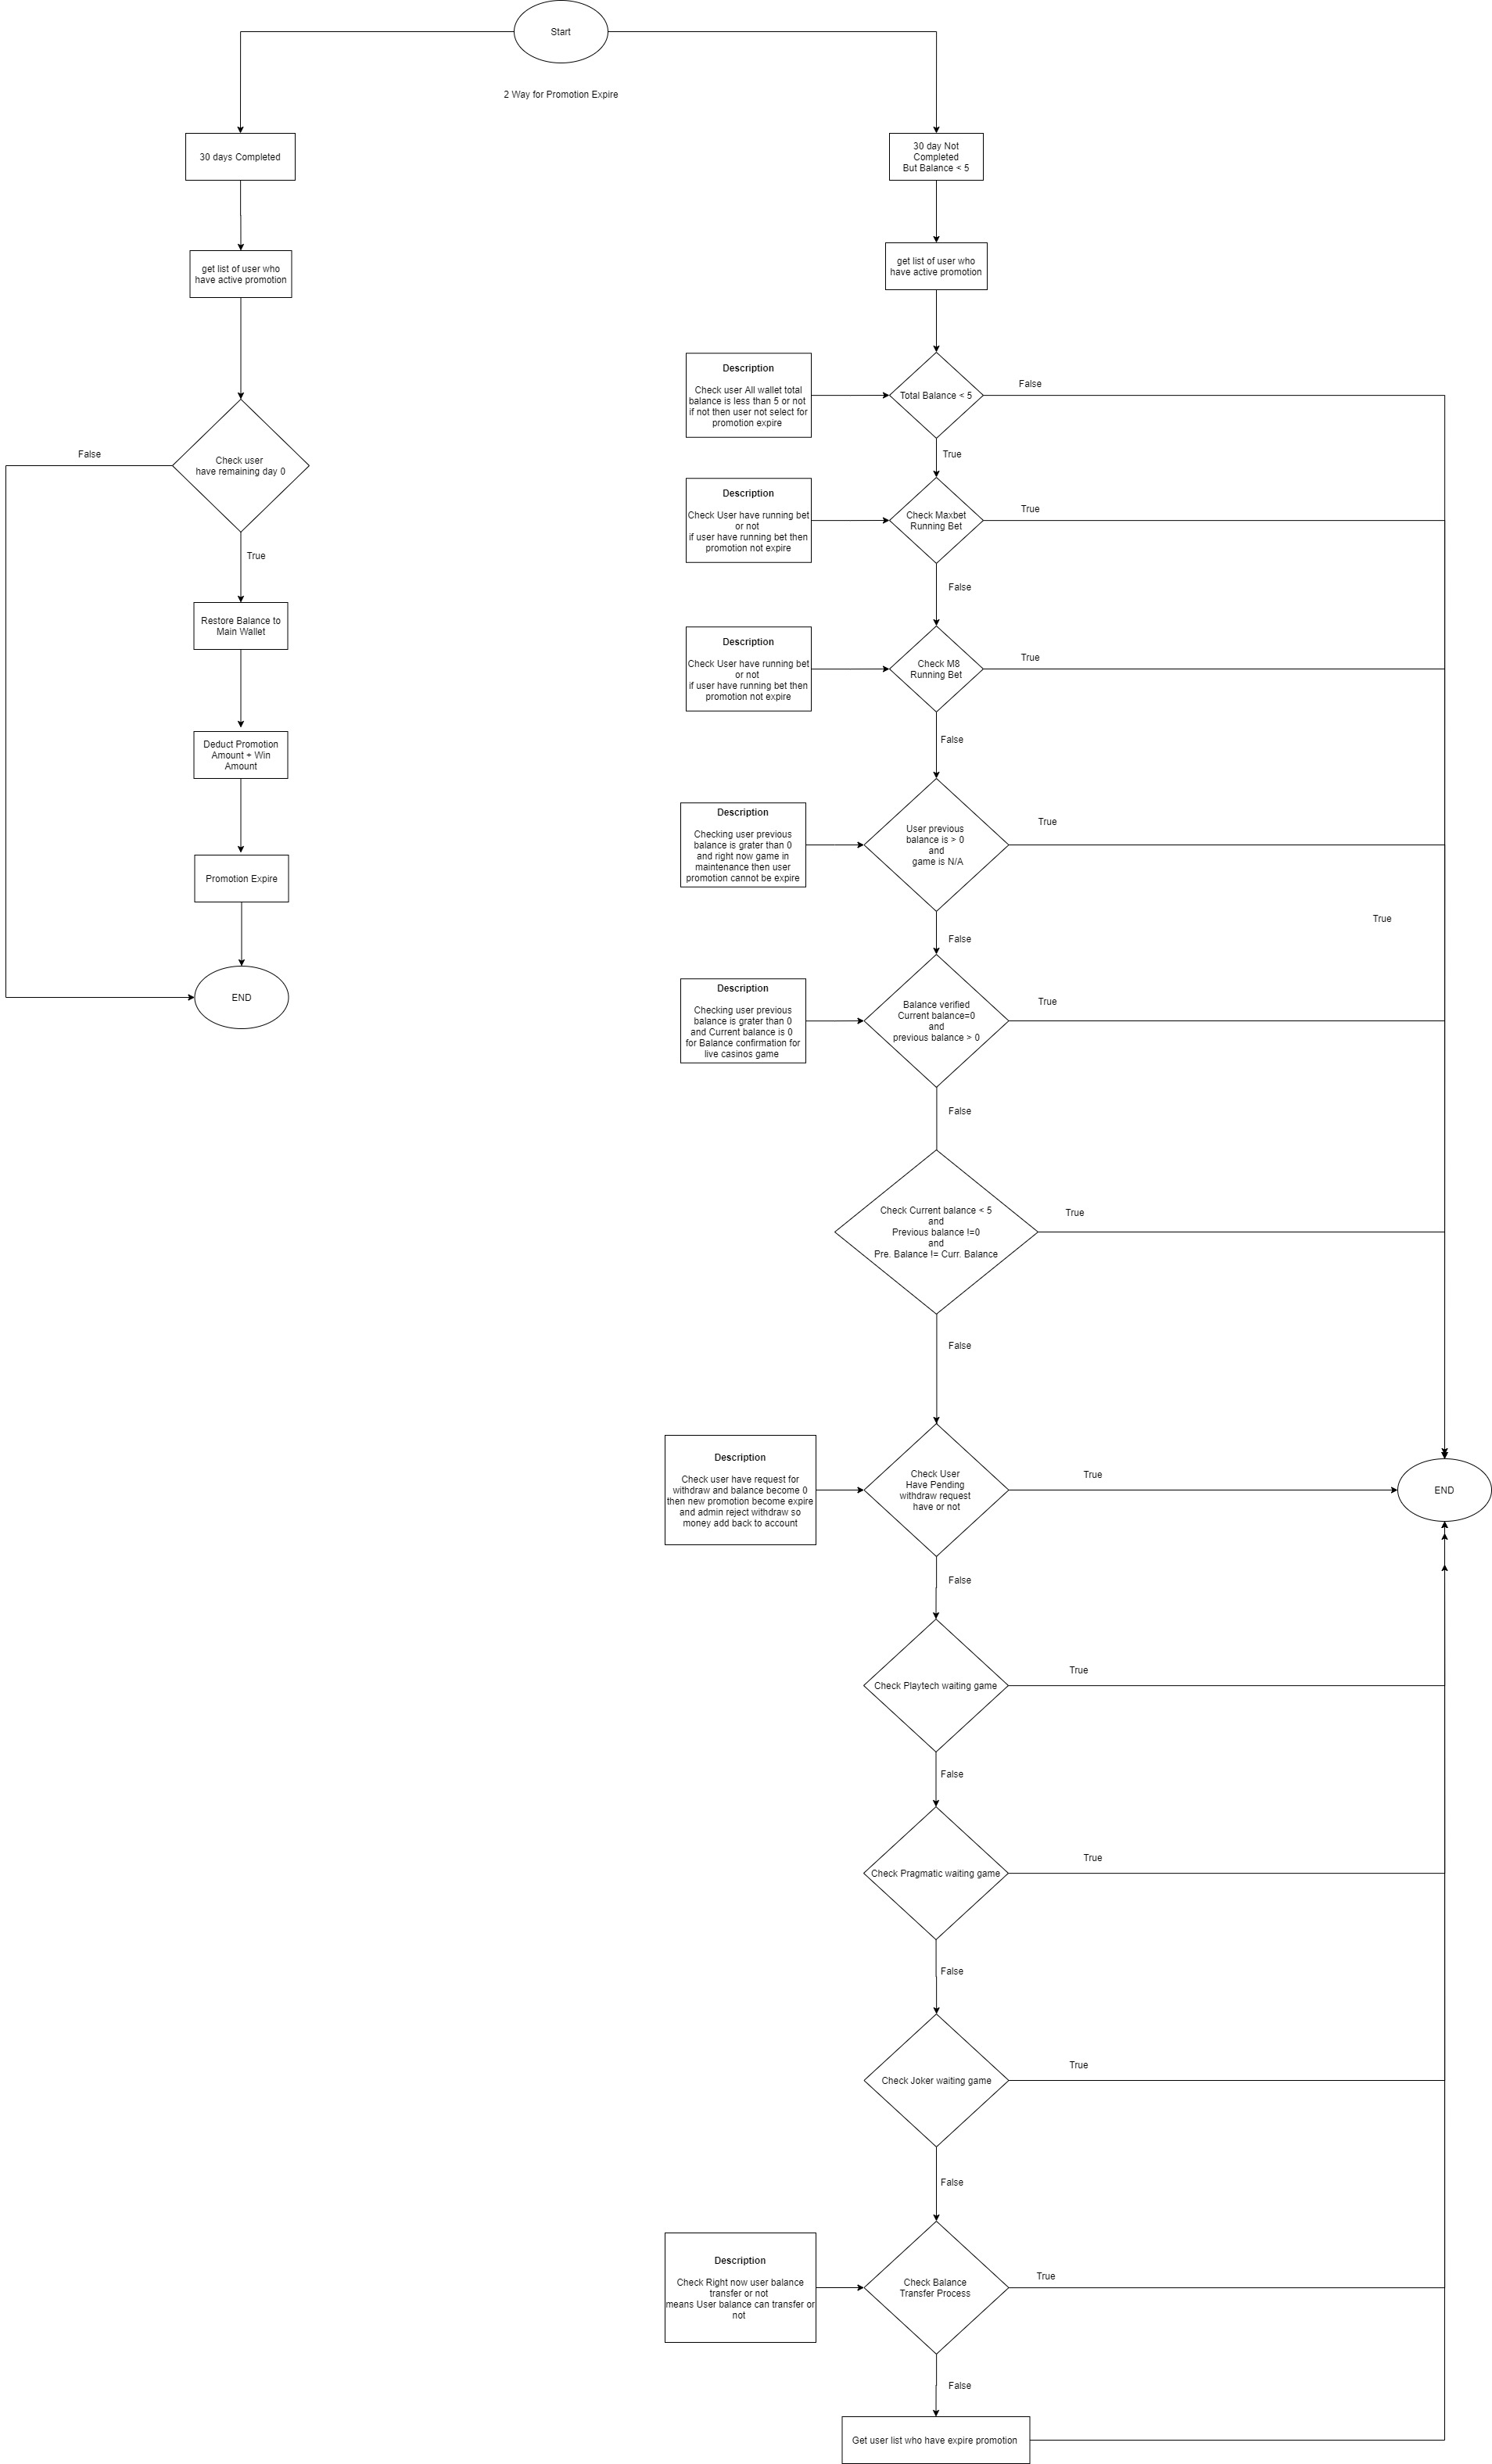 Start
2 Way for Promotion Expire
30 days Completed
get list of user who
have active promotion
Check user
have remaining day 0
False
True
Restore Balance to
Main Wallet
Deduct Promotion
Amount + Win
Amount
Promotion Expire
END
30 day Not
Completed
But Balance < 5
get list of user who
have active promotion
Description
Check user All wallet total
balance is less than 5 or not
if not then user not select for
promotion expire
Total Balance < 5
False
True
Description
Check User have running bet
or not
if user have running bet then
promotion not expire
Check Maxbet
Running Bet
True
False
Description
Check User have running bet
or not
if user have running bet then
promotion not expire
Check M8
Running Bet
True
False
Description
Checking user previous
balance is grater than 0
and right now game in
maintenance then user
promotion cannot be expire
User previous
balance is > 0
and
game is N/A
True
True
False
Description
Checking user previous
balance is grater than 0
and Current balance is 0
for Balance confirmation for
live casinos game
Balance verified
Current balance=0
and
previous balance > 0
True
False
Check Current balance < 5
and
Previous balance !=0
and
Pre. Balance != Curr. Balance
True
False
Description
Check user have request for
withdraw and balance become 0
then new promotion become expire
and admin reject withdraw so
money add back to account
Check User
Have Pending
withdraw request
have or not
True
END
False
Check Playtech waiting game
True
False
Check Pragmatic waiting game
True
False
Check Joker waiting game
True
False
Description
Check Right now user balance
transfer or not
means User balance can transfer or
not
Check Balance
Transfer Process
True
False
Get user list who have expire promotion